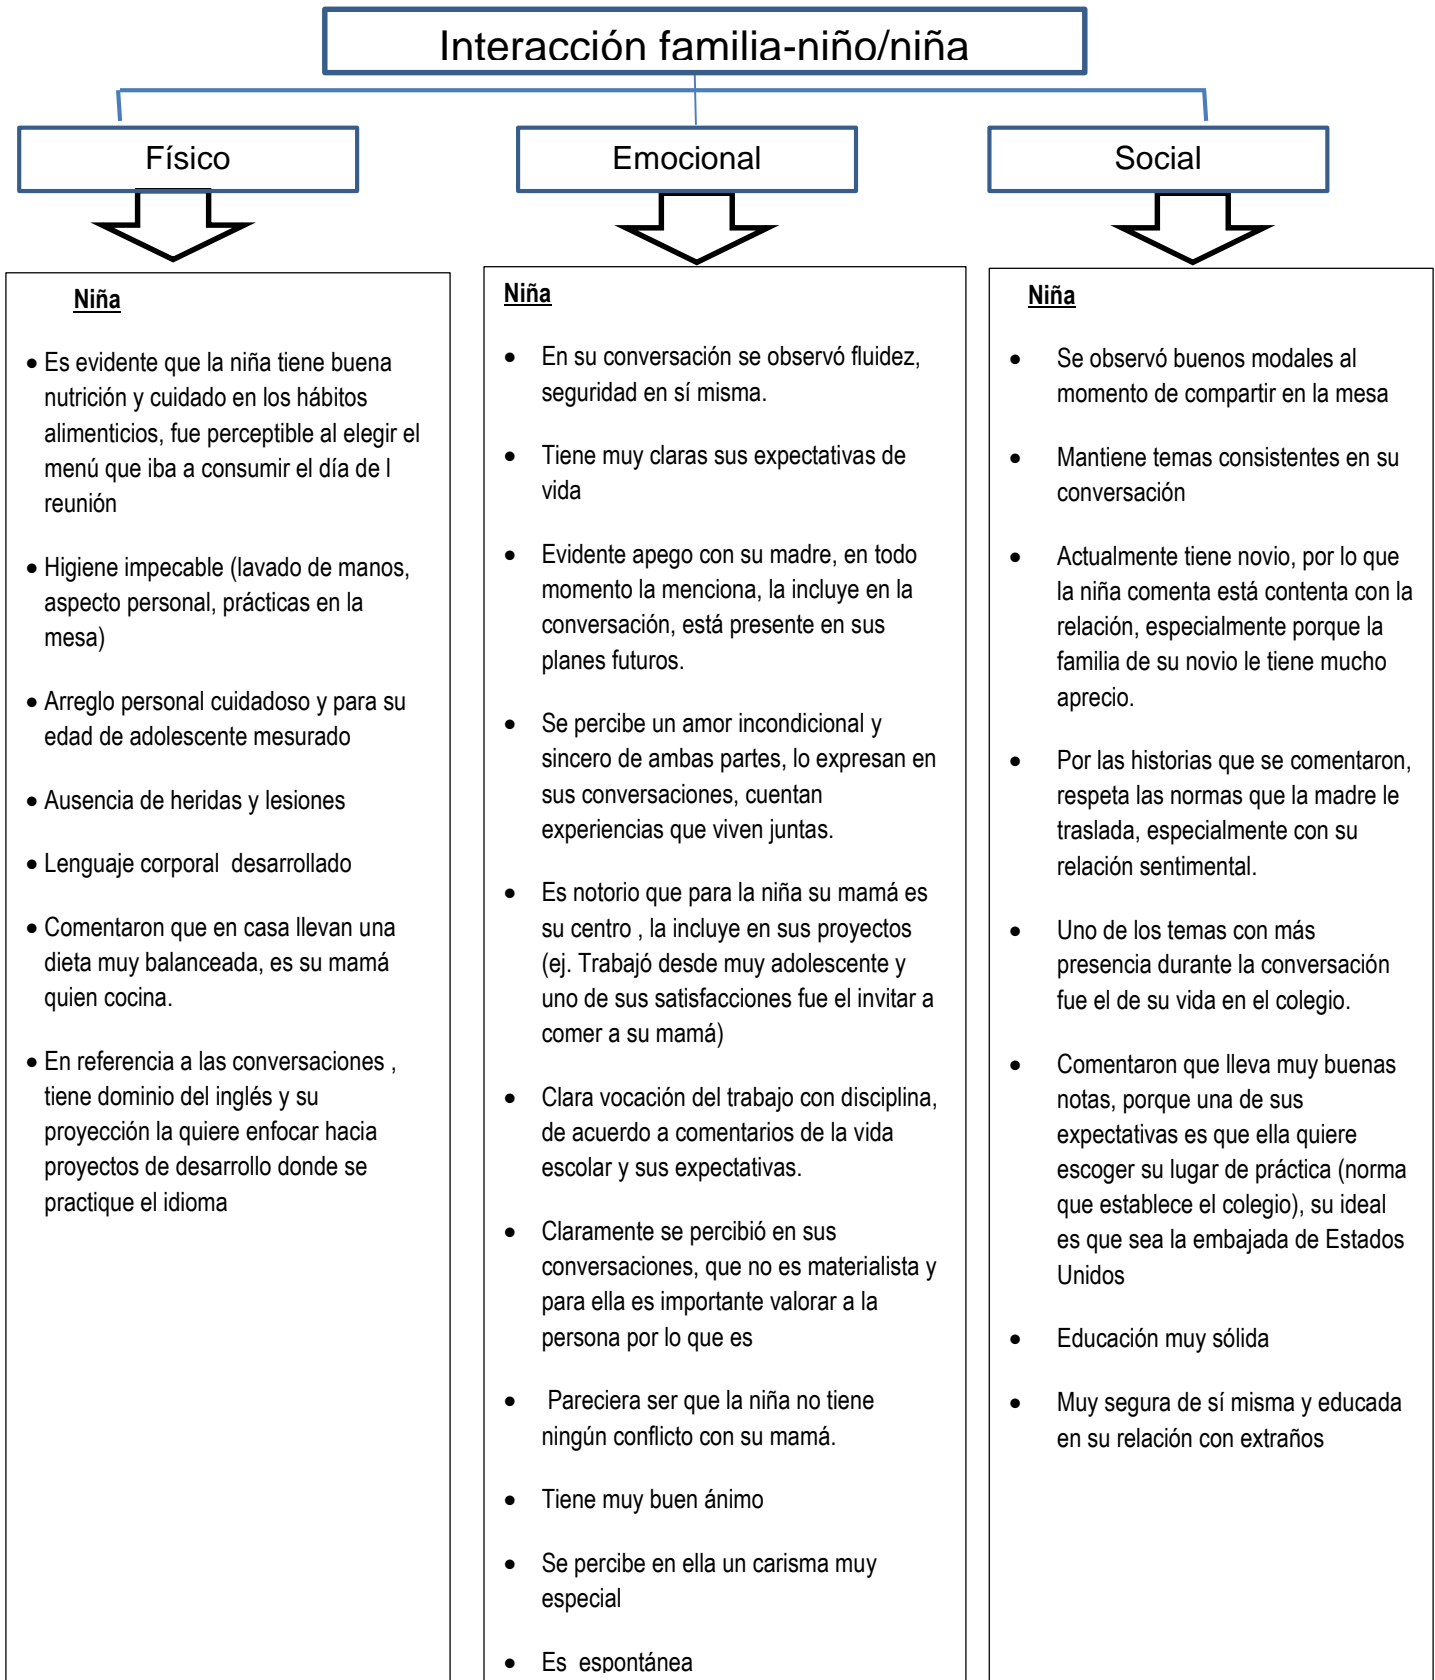 Interacción familia-niño/niña
Físico
Emocional
Social
Niña
• Es evidente que la niña tiene buena
nutrición y cuidado en los hábitos
alimenticios, fue perceptible al elegir el
menú que iba a consumir el día de l
reunión
• Higiene impecable (lavado de manos,
aspecto personal, prácticas en la
mesa)
• Arreglo personal cuidadoso y para su
edad de adolescente mesurado
• Ausencia de heridas y lesiones
• Lenguaje corporal  desarrollado
• Comentaron que en casa llevan una
dieta muy balanceada, es su mamá
quien cocina.
• En referencia a las conversaciones ,
tiene dominio del inglés y su
proyección la quiere enfocar hacia
proyectos de desarrollo donde se
practique el idioma
Niña
• En su conversación se observó fluidez,
seguridad en sí misma.
• Tiene muy claras sus expectativas de
vida
• Evidente apego con su madre, en todo
momento la menciona, la incluye en la
conversación, está presente en sus
planes futuros.
• Se percibe un amor incondicional y
sincero de ambas partes, lo expresan en
sus conversaciones, cuentan
experiencias que viven juntas.
• Es notorio que para la niña su mamá es
su centro , la incluye en sus proyectos
(ej. Trabajó desde muy adolescente y
uno de sus satisfacciones fue el invitar a
comer a su mamá)
• Clara vocación del trabajo con disciplina,
de acuerdo a comentarios de la vida
escolar y sus expectativas.
• Claramente se percibió en sus
conversaciones, que no es materialista y
para ella es importante valorar a la
persona por lo que es
• Pareciera ser que la niña no tiene
ningún conflicto con su mamá.
• Tiene muy buen ánimo
• Se percibe en ella un carisma muy
especial
• Es  espontánea
Niña
• Se observó buenos modales al
momento de compartir en la mesa
• Mantiene temas consistentes en su
conversación
• Actualmente tiene novio, por lo que
la niña comenta está contenta con la
relación, especialmente porque la
familia de su novio le tiene mucho
aprecio.
• Por las historias que se comentaron,
respeta las normas que la madre le
traslada, especialmente con su
relación sentimental.
• Uno de los temas con más
presencia durante la conversación
fue el de su vida en el colegio.
• Comentaron que lleva muy buenas
notas, porque una de sus
expectativas es que ella quiere
escoger su lugar de práctica (norma
que establece el colegio), su ideal
es que sea la embajada de Estados
Unidos
• Educación muy sólida
• Muy segura de sí misma y educada
en su relación con extraños